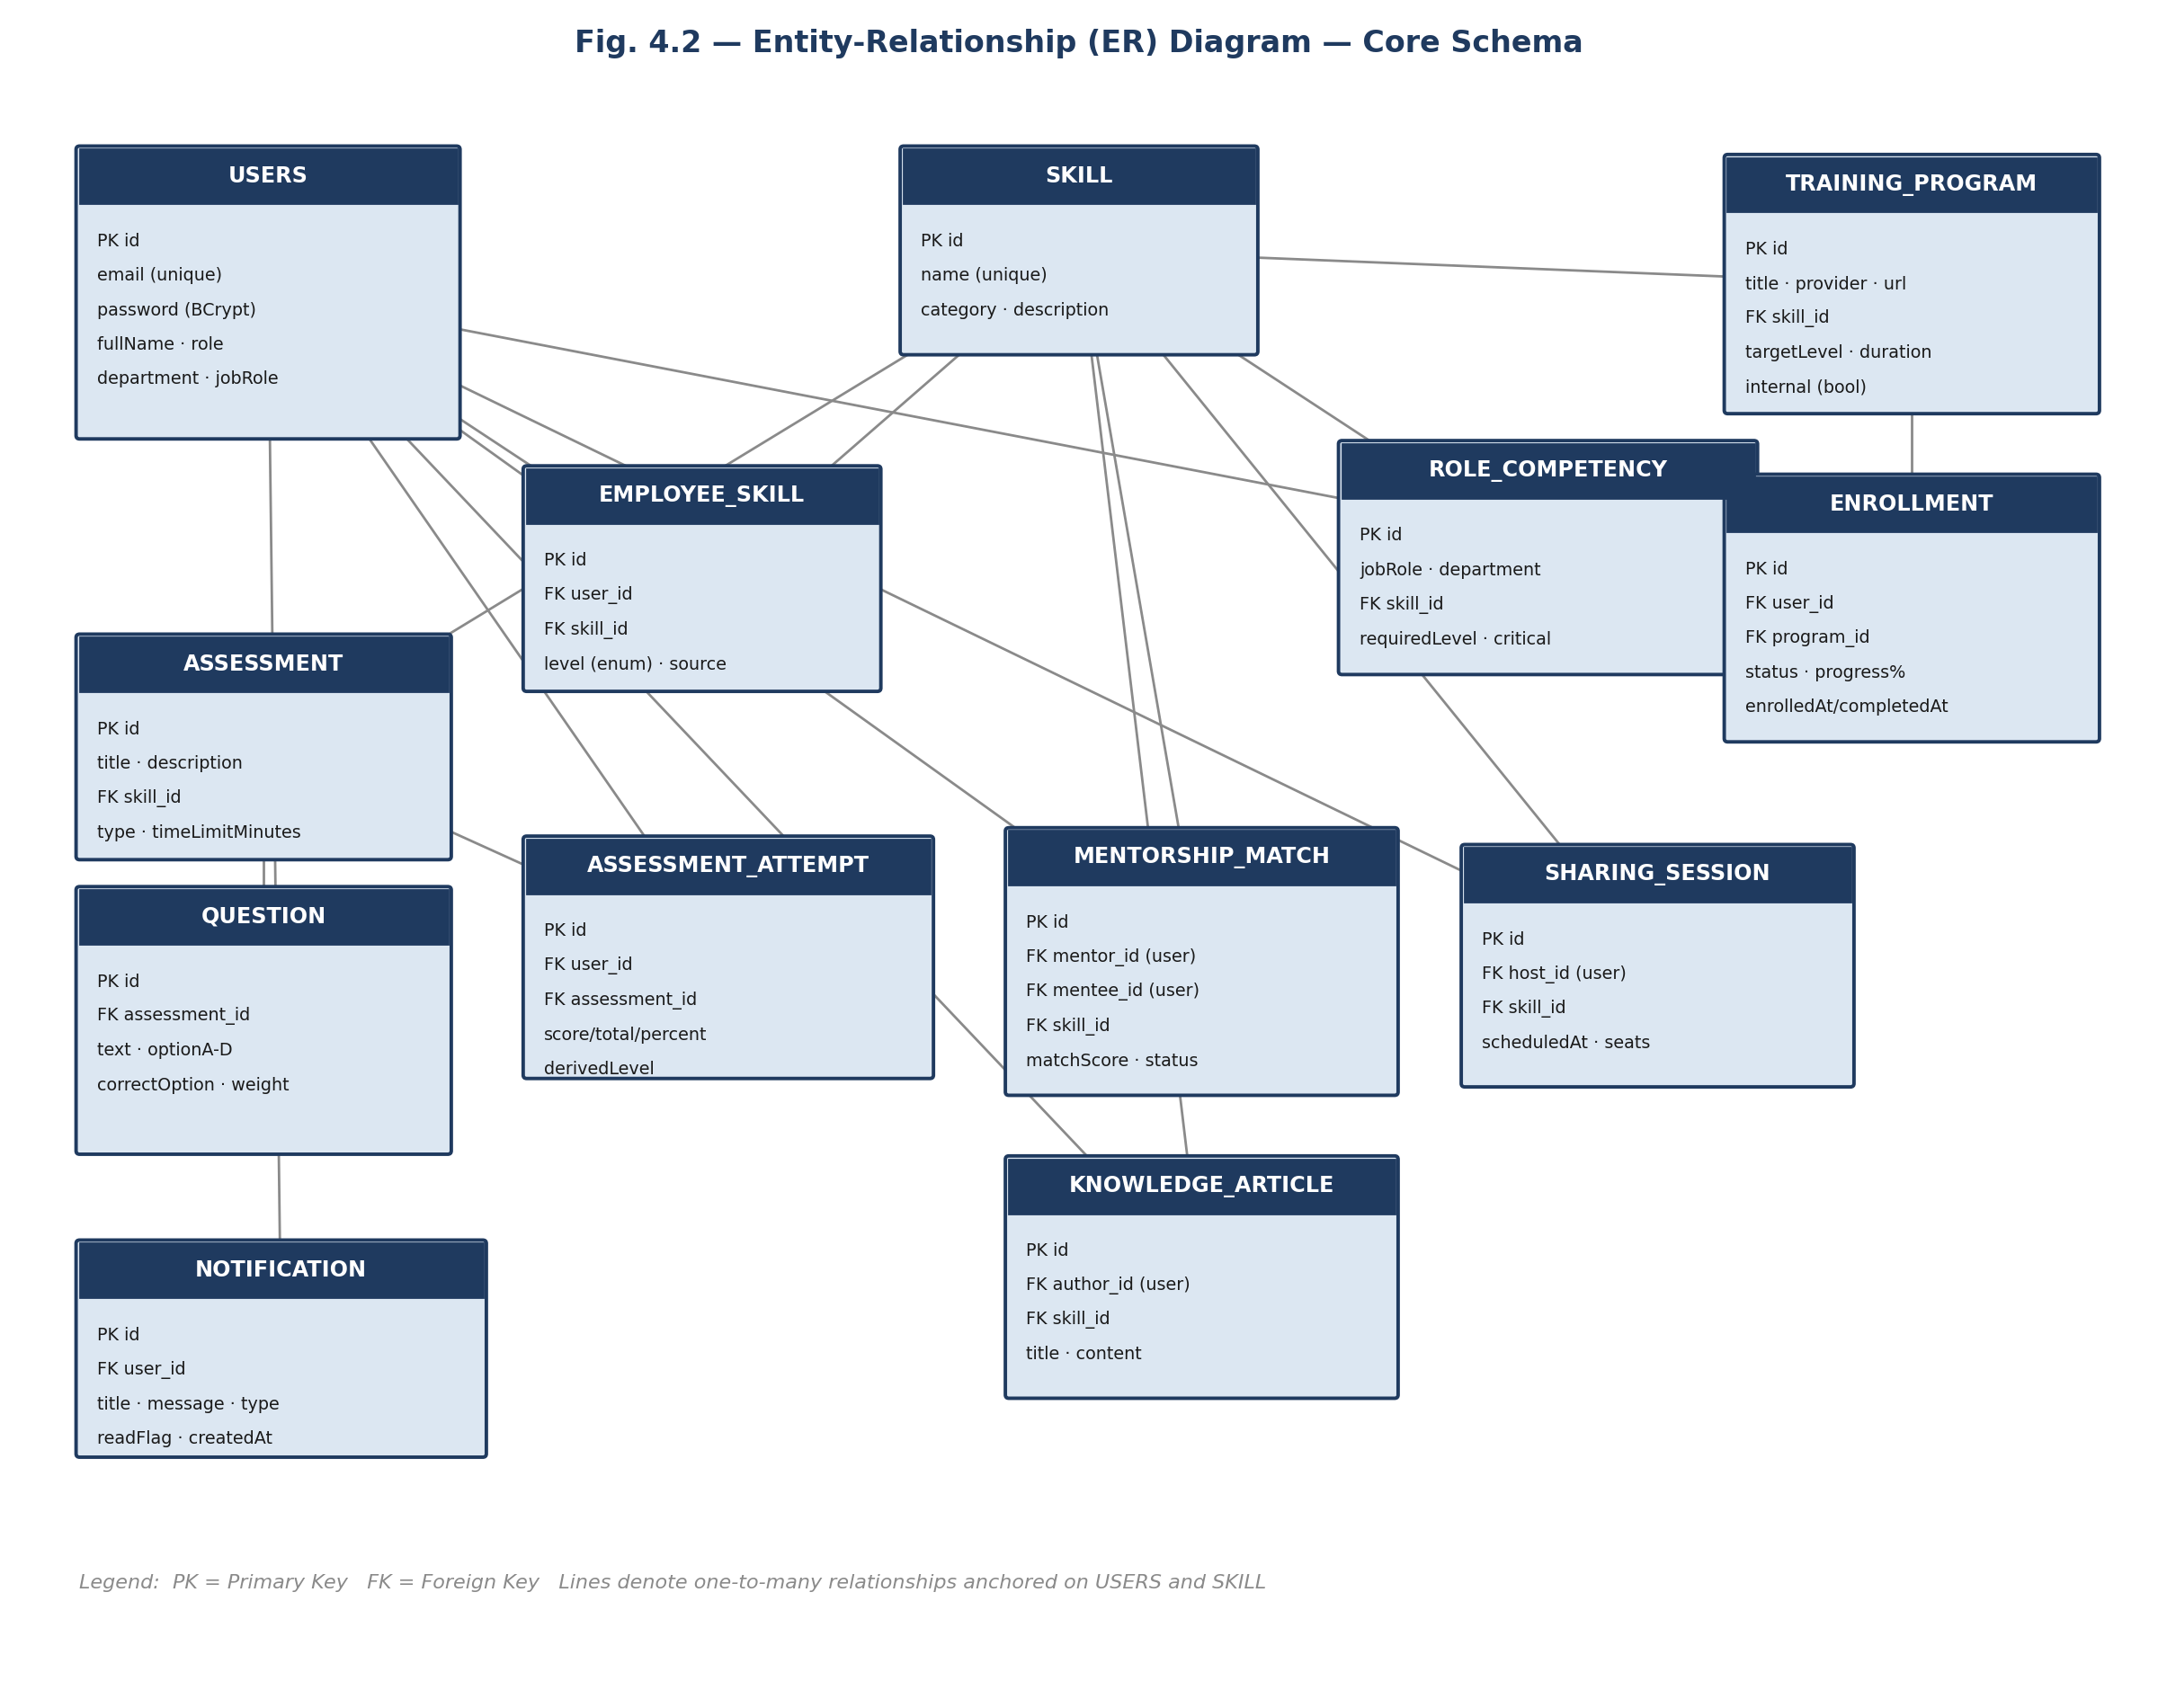 Fig. 4.2 — Entity-Relationship (ER) Diagram — Core Schema
USERS
PK id
email (unique)
password (BCrypt)
fullName · role
department · jobRole
SKILL
PK id
name (unique)
category · description
TRAINING_PROGRAM
PK id
title · provider · url
FK skill_id
targetLevel · duration
internal (bool)
EMPLOYEE_SKILL
PK id
FK user_id
FK skill_id
level (enum) · source
ROLE_COMPETENCY
PK id
jobRole · department
FK skill_id
requiredLevel · critical
ENROLLMENT
PK id
FK user_id
FK program_id
status · progress%
enrolledAt/completedAt
ASSESSMENT
PK id
title · description
FK skill_id
type · timeLimitMinutes
QUESTION
PK id
FK assessment_id
text · optionA-D
correctOption · weight
ASSESSMENT_ATTEMPT
PK id
FK user_id
FK assessment_id
score/total/percent
derivedLevel
MENTORSHIP_MATCH
PK id
FK mentor_id (user)
FK mentee_id (user)
FK skill_id
matchScore · status
SHARING_SESSION
PK id
FK host_id (user)
FK skill_id
scheduledAt · seats
KNOWLEDGE_ARTICLE
PK id
FK author_id (user)
FK skill_id
title · content
NOTIFICATION
PK id
FK user_id
title · message · type
readFlag · createdAt
Legend:  PK = Primary Key   FK = Foreign Key   Lines denote one-to-many relationships anchored on USERS and SKILL